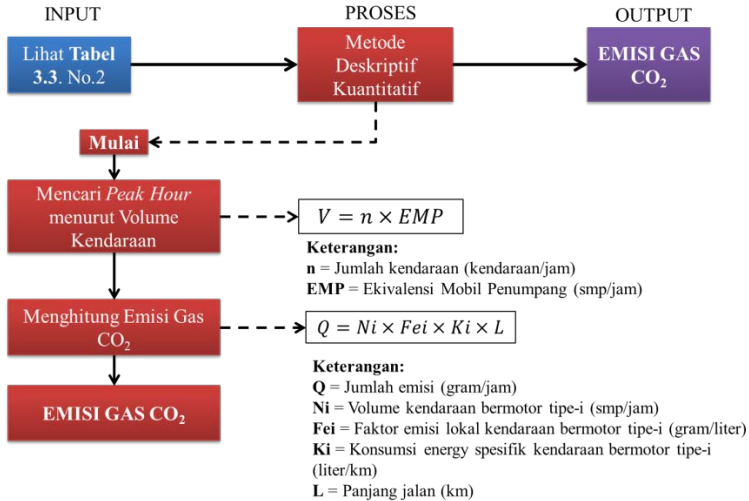 INPUT
PROSES
OUTPUT
Lihat Tabel
3.3. No.2
Metode
Deskriptif
Kuantitatif
EMISI GAS
CO₂
Mulai
Mencari Peak Hour
menurut Volume
Kendaraan
V = n × EMP
Keterangan:
n = Jumlah kendaraan (kendaraan/jam)
EMP = Ekivalensi Mobil Penumpang (smp/jam)
Menghitung Emisi Gas
CO₂
Q = Ni × Fei × Ki × L
Keterangan:
Q = Jumlah emisi (gram/jam)
Ni = Volume kendaraan bermotor tipe-i (smp/jam)
Fei = Faktor emisi lokal kendaraan bermotor tipe-i (gram/liter)
Ki = Konsumsi energy spesifik kendaraan bermotor tipe-i
(liter/km)
L = Panjang jalan (km)
EMISI GAS CO₂